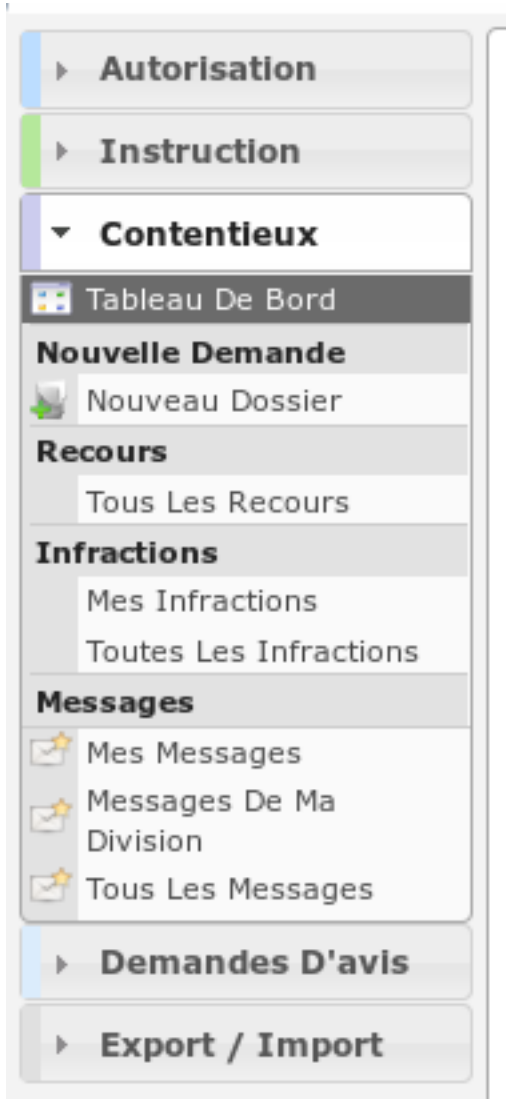 Autorisation
Instruction
Contentieux
Tableau De Bord
Nouvelle Demande
Nouveau Dossier
Recours
Tous Les Recours
Infractions
Mes Infractions
Toutes Les Infractions
Messages
Mes Messages
Messages De Ma
Division
Tous Les Messages
Demandes D'avis
Export / Import